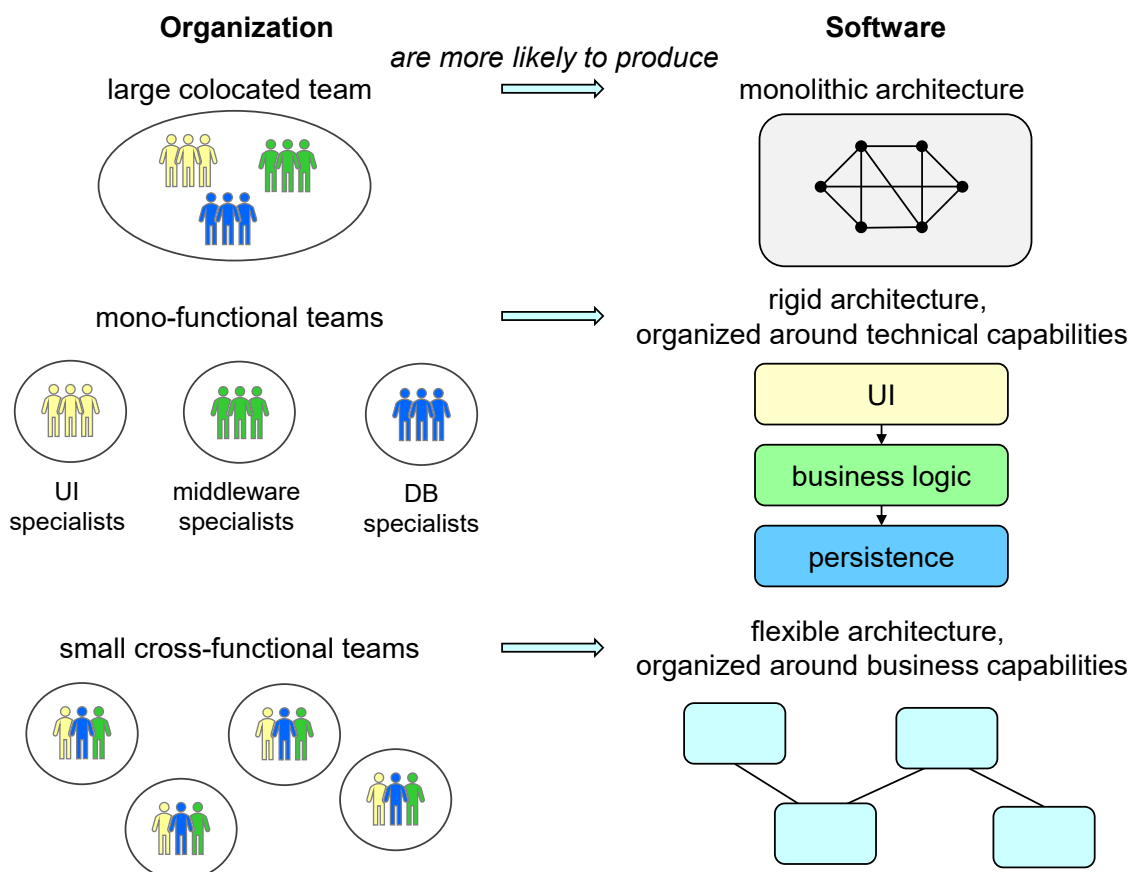 Organization
Software
are more likely to produce
large colocated team
monolithic architecture
mono-functional teams
rigid architecture,
organized around technical capabilities
UI
specialists
middleware
specialists
DB
specialists
UI
business logic
persistence
small cross-functional teams
flexible architecture,
organized around business capabilities